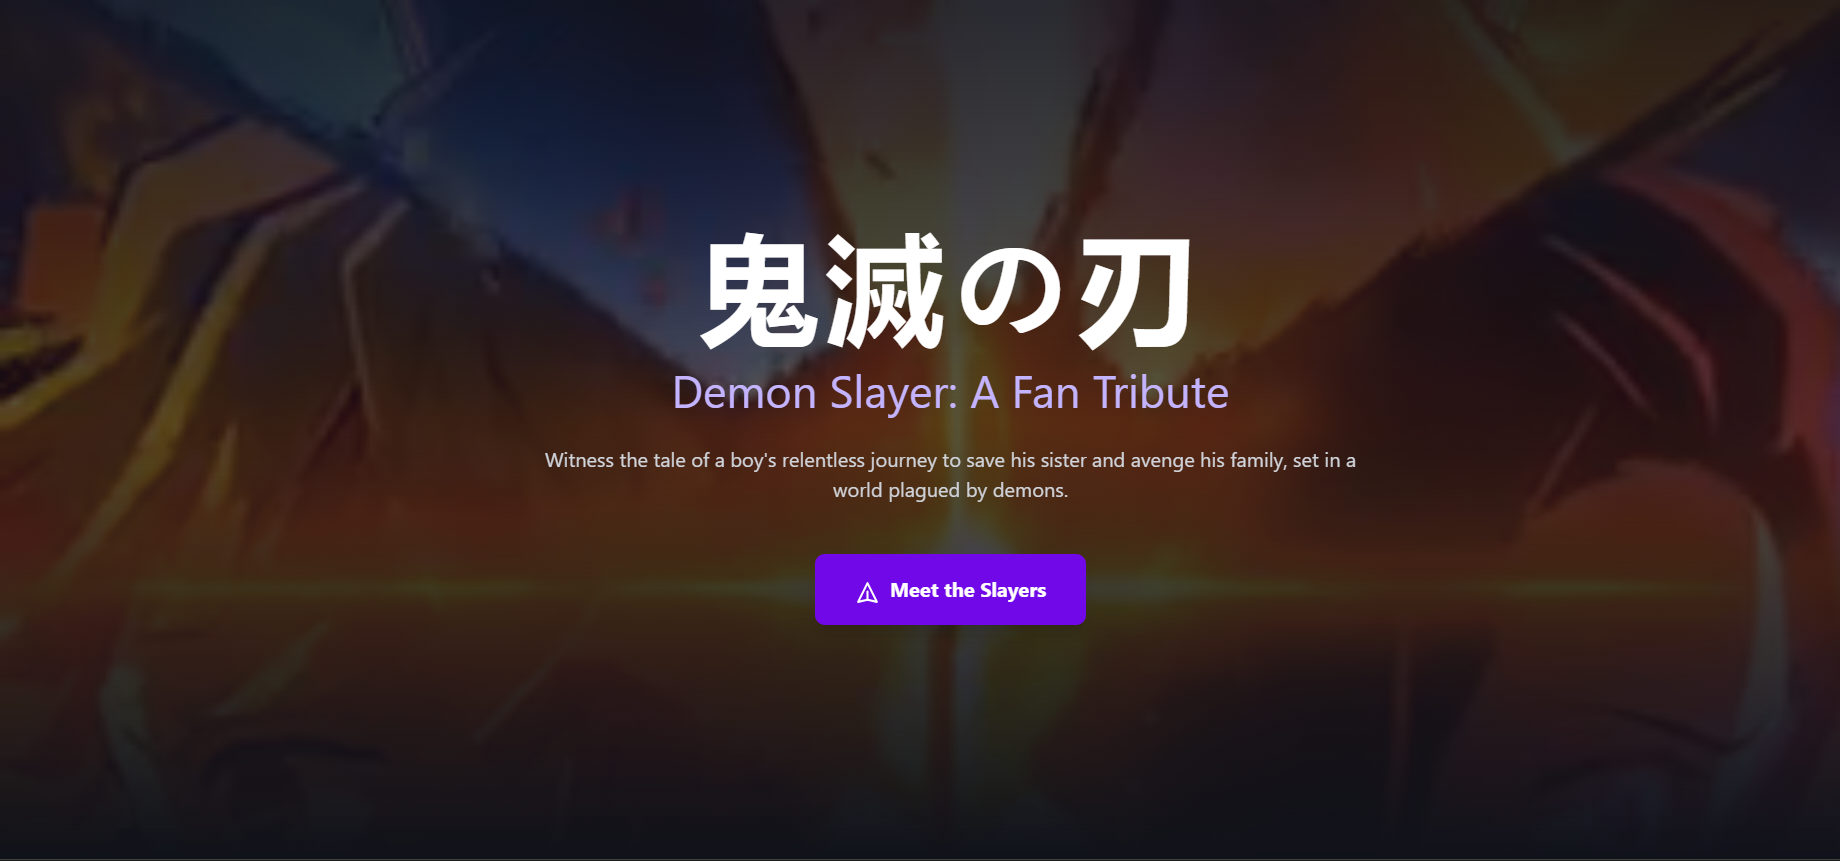 鬼滅の刃
Demon Slayer: A Fan Tribute
Witness the tale of a boy's relentless journey to save his sister and avenge his family, set in a
world plagued by demons.
Meet the Slayers